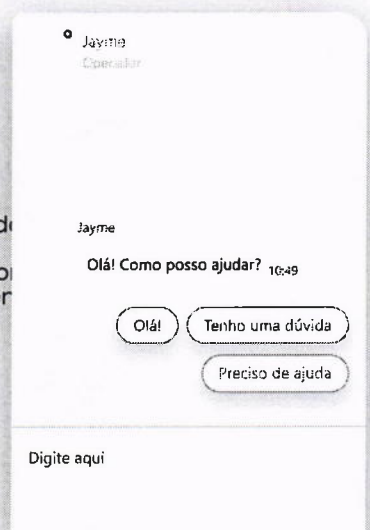 Jayme
Operador
Jayme
Olá! Como posso ajudar? 10:49
Olá! Tenho uma dúvida
Preciso de ajuda
Digite aqui